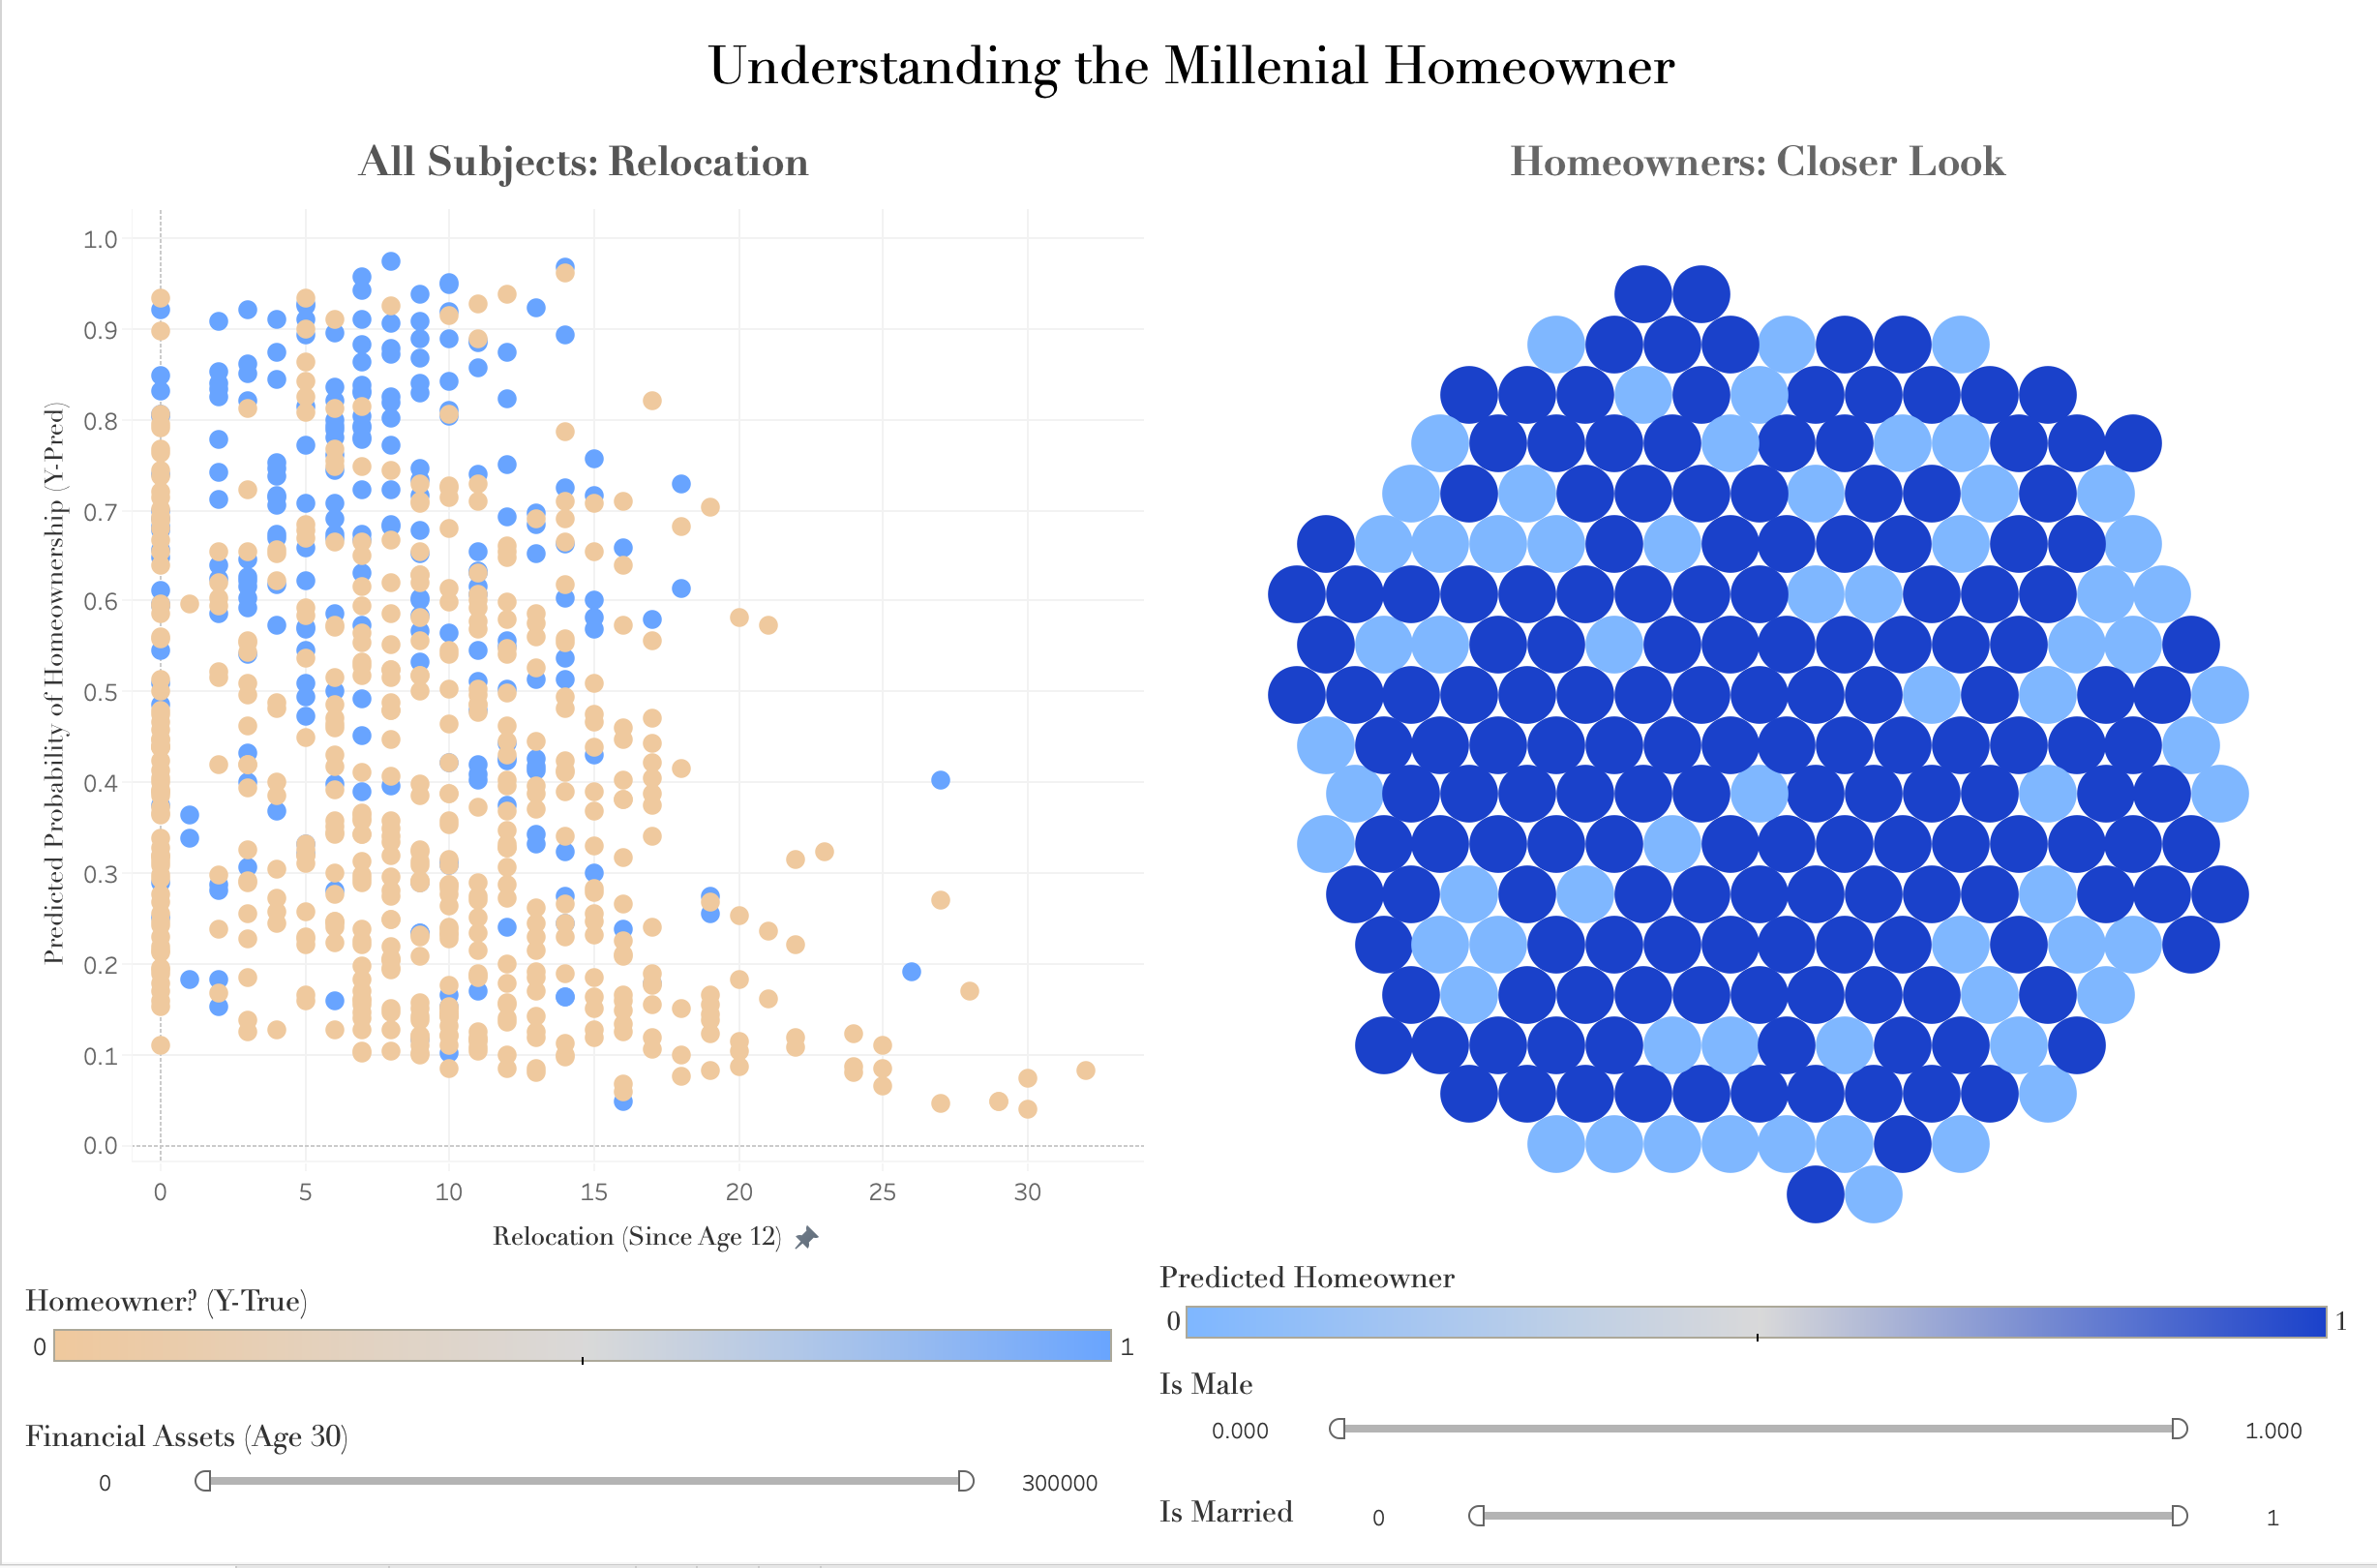 Understanding the Millenial Homeowner
All Subjects: Relocation
Homeowners: Closer Look
Predicted Probability of Homeownership (Y-Pred)
1.0
0.9
0.8
0.7
0.6
0.5
0.4
0.3
0.2
0.1
0.0
0 5 10 15 20 25 30
Relocation (Since Age 12)
Homeowner? (Y-True)
0 1
Financial Assets (Age 30)
0 300000
Predicted Homeowner
0 1
Is Male
0.000 1.000
Is Married 0 1